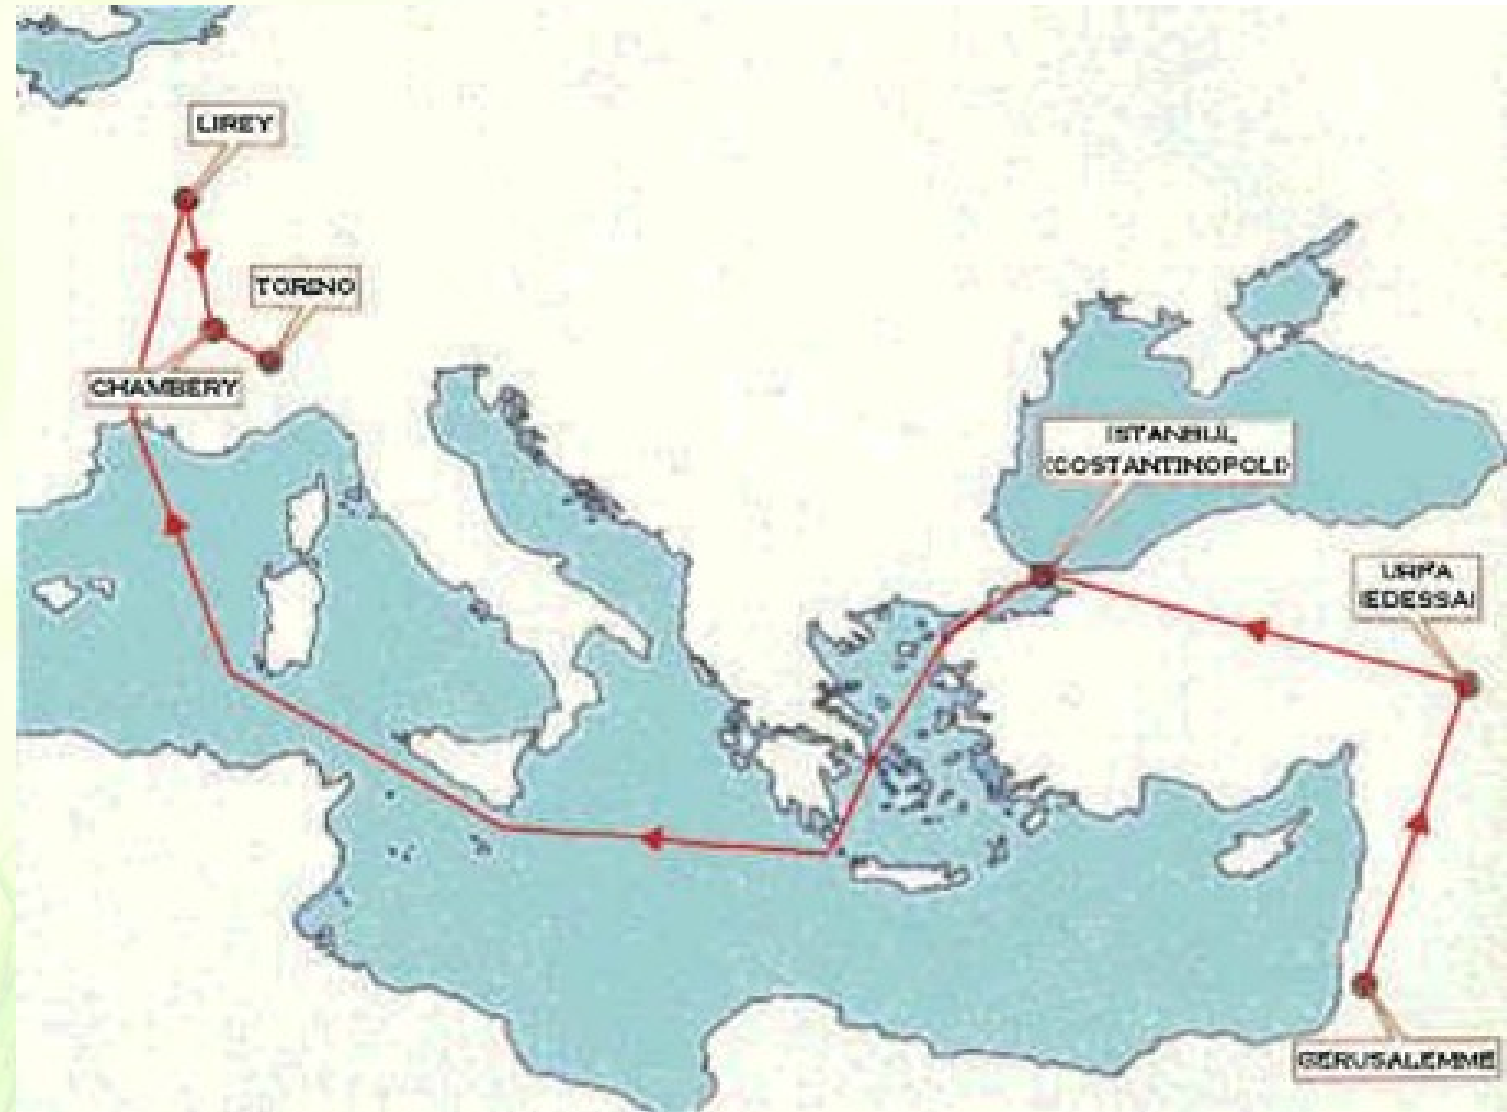 LIREY
TORINO
CHAMBERY
ISTANBUL
(COSTANTINOPOLI)
URFA
(EDESSA)
GERUSALEMME